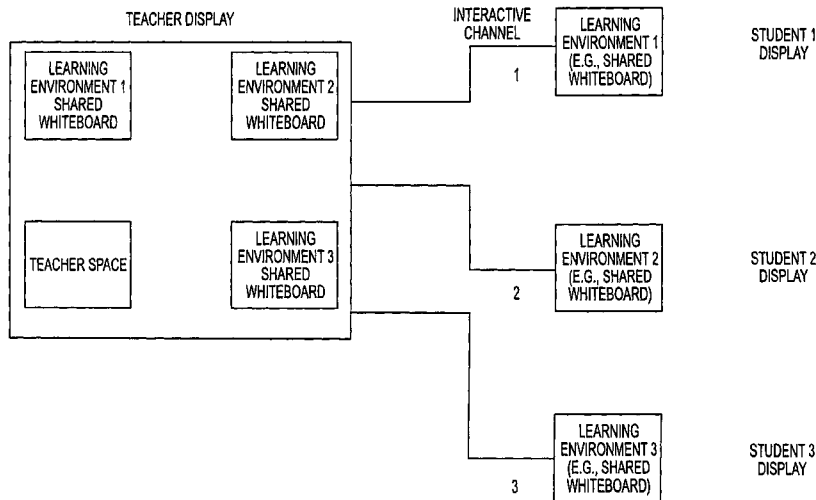 TEACHER DISPLAY
LEARNING
ENVIRONMENT 1
SHARED
WHITEBOARD
LEARNING
ENVIRONMENT 2
SHARED
WHITEBOARD
TEACHER SPACE
LEARNING
ENVIRONMENT 3
SHARED
WHITEBOARD
INTERACTIVE
CHANNEL
1
LEARNING
ENVIRONMENT 1
(E.G., SHARED
WHITEBOARD)
STUDENT 1
DISPLAY
2
LEARNING
ENVIRONMENT 2
(E.G., SHARED
WHITEBOARD)
STUDENT 2
DISPLAY
3
LEARNING
ENVIRONMENT 3
(E.G., SHARED
WHITEBOARD)
STUDENT 3
DISPLAY